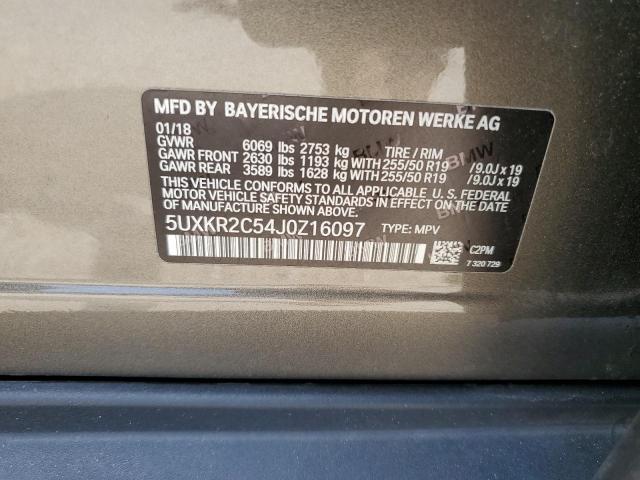 MFD BY BAYERISCHE MOTOREN WERKE AG
01/18
GVWR 6069 lbs 2753 kg TIRE / RIM
GAWR FRONT 2630 lbs 1193 kg WITH 255/50 R19 /9.0J x 19
GAWR REAR 3589 lbs 1628 kg WITH 255/50 R19 /9.0J x 19
THIS VEHICLE CONFORMS TO ALL APPLICABLE U.S. FEDERAL
MOTOR VEHICLE SAFETY STANDARDS IN EFFECT ON THE DATE
OF MANUFACTURE SHOWN ABOVE.
5UXKR2C54J0Z16097 TYPE: MPV
C2PM
7 320 729